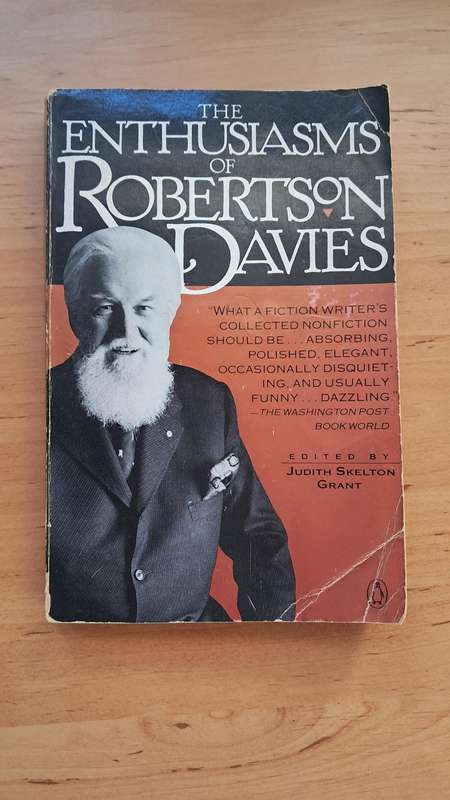 THE
ENTHUSIASMS
OF
ROBERTSON
DAVIES
"WHAT A FICTION WRITER'S
COLLECTED NONFICTION
SHOULD BE...ABSORBING,
POLISHED, ELEGANT,
OCCASIONALLY DISQUIET-
ING, AND USUALLY
FUNNY...DAZZLING."
—THE WASHINGTON POST
BOOK WORLD
EDITED BY
JUDITH SKELTON
GRANT